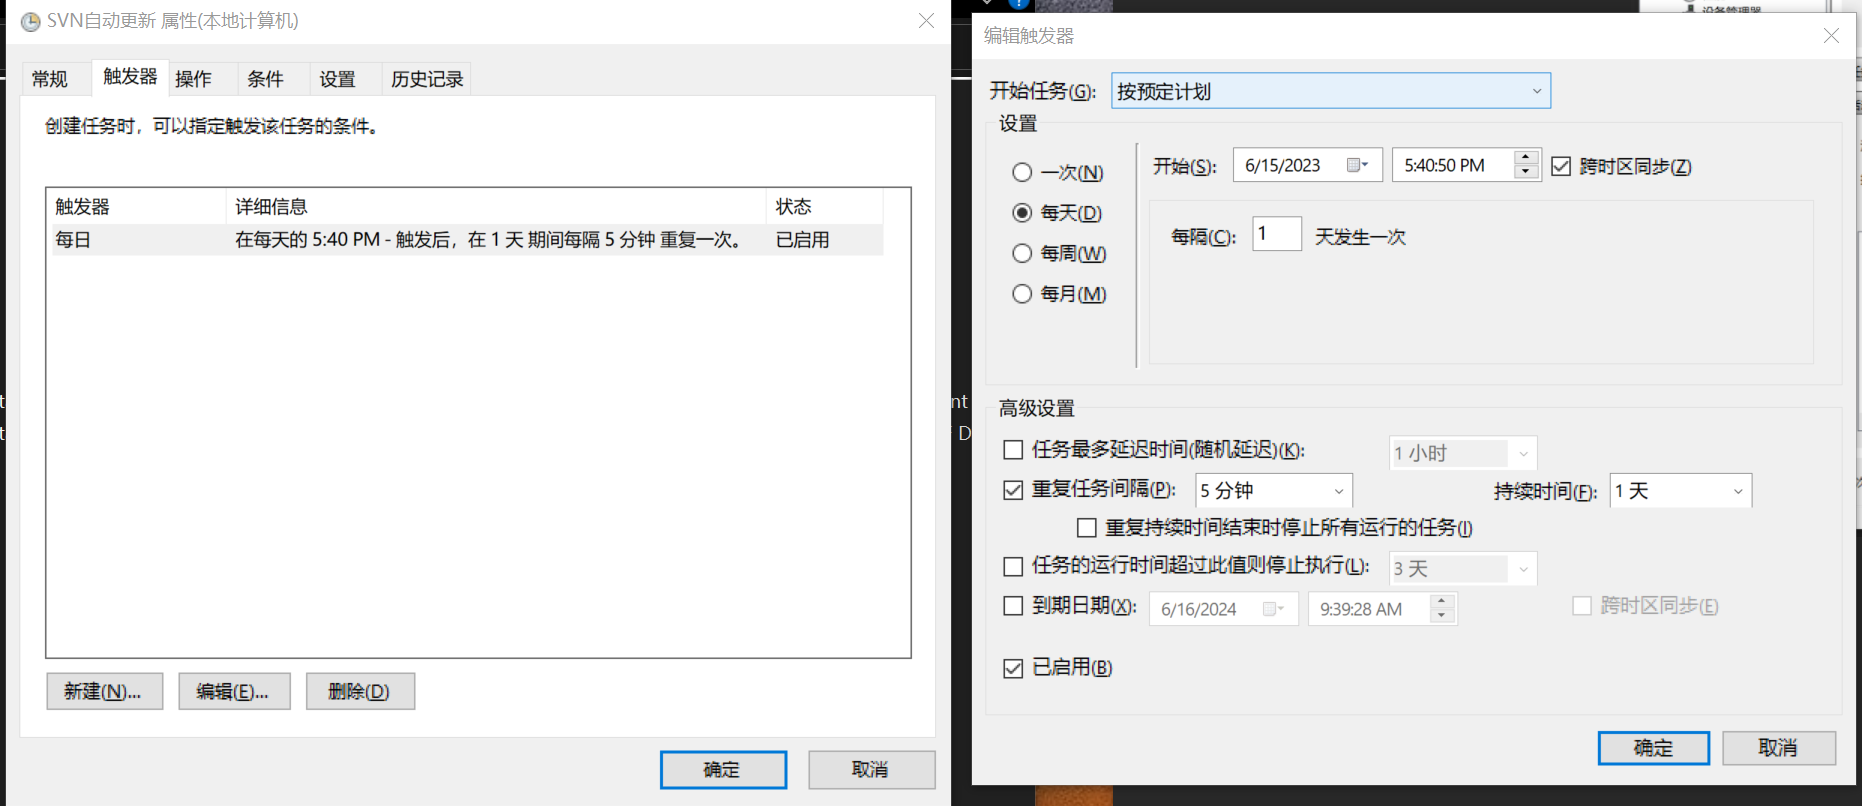 SVN自动更新 属性(本地计算机)
常规
触发器
操作
条件
设置
历史记录
创建任务时，可以指定触发该任务的条件。
触发器
详细信息
状态
每日
在每天的 5:40 PM - 触发后，在 1 天 期间每隔 5 分钟 重复一次。
已启用
新建(N)...
编辑(E)...
删除(D)
确定
取消
t
t
nt
D
设备管理器
编辑触发器
开始任务(G):
按预定计划
设置
一次(N)
每天(D)
每周(W)
每月(M)
开始(S):
6/15/2023
5:40:50 PM
跨时区同步(Z)
每隔(C):
1
天发生一次
高级设置
任务最多延迟时间(随机延迟)(K):
1 小时
重复任务间隔(P):
5 分钟
持续时间(F):
1 天
重复持续时间结束时停止所有运行的任务(I)
任务的运行时间超过此值则停止执行(L):
3 天
到期日期(X):
6/16/2024
9:39:28 AM
跨时区同步(E)
已启用(B)
确定
取消